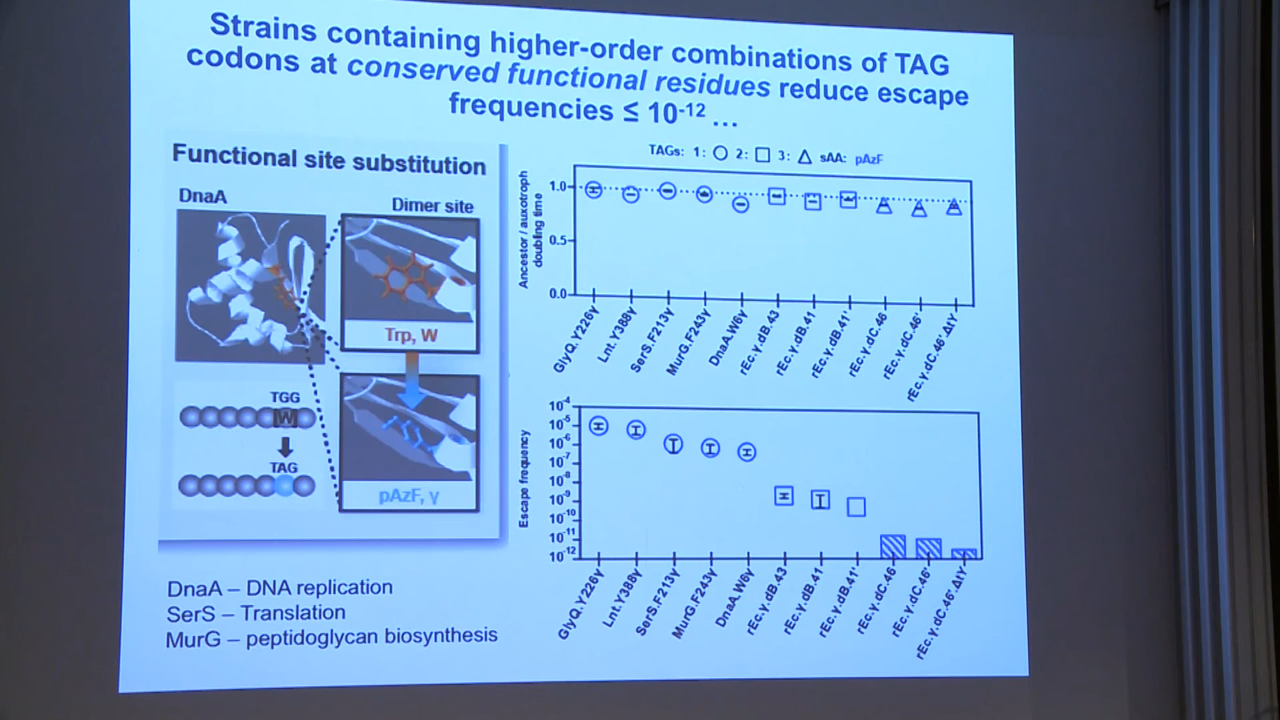 Strains containing higher-order combinations of TAG
codons at conserved functional residues reduce escape
frequencies ≤ 10-12 ...
Functional site substitution
DnaA
Dimer site
Trp, W
TGG
W
TAG
pAzF, γ
DnaA – DNA replication
SerS – Translation
MurG – peptidoglycan biosynthesis
TAGs: 1: ○ 2: □ 3: △ sAA: pAzF
Ancestor / auxotroph
doubling time
1.0
0.5
0.0
GlyQ.Y226γ
Lnt.Y388γ
SerS.F213γ
MurG.F243γ
DnaA.W6γ
rEc.γ.dB.43
rEc.γ.dB.41
rEc.γ.dB.41'
rEc.γ.dC.46
rEc.γ.dC.46'
rEc.γ.dC.46'.ΔtY
Escape frequency
10-4
10-5
10-6
10-7
10-8
10-9
10-10
10-11
10-12
GlyQ.Y226γ
Lnt.Y388γ
SerS.F213γ
MurG.F243γ
DnaA.W6γ
rEc.γ.dB.43
rEc.γ.dB.41
rEc.γ.dB.41'
rEc.γ.dC.46
rEc.γ.dC.46'
rEc.γ.dC.46'.ΔtY